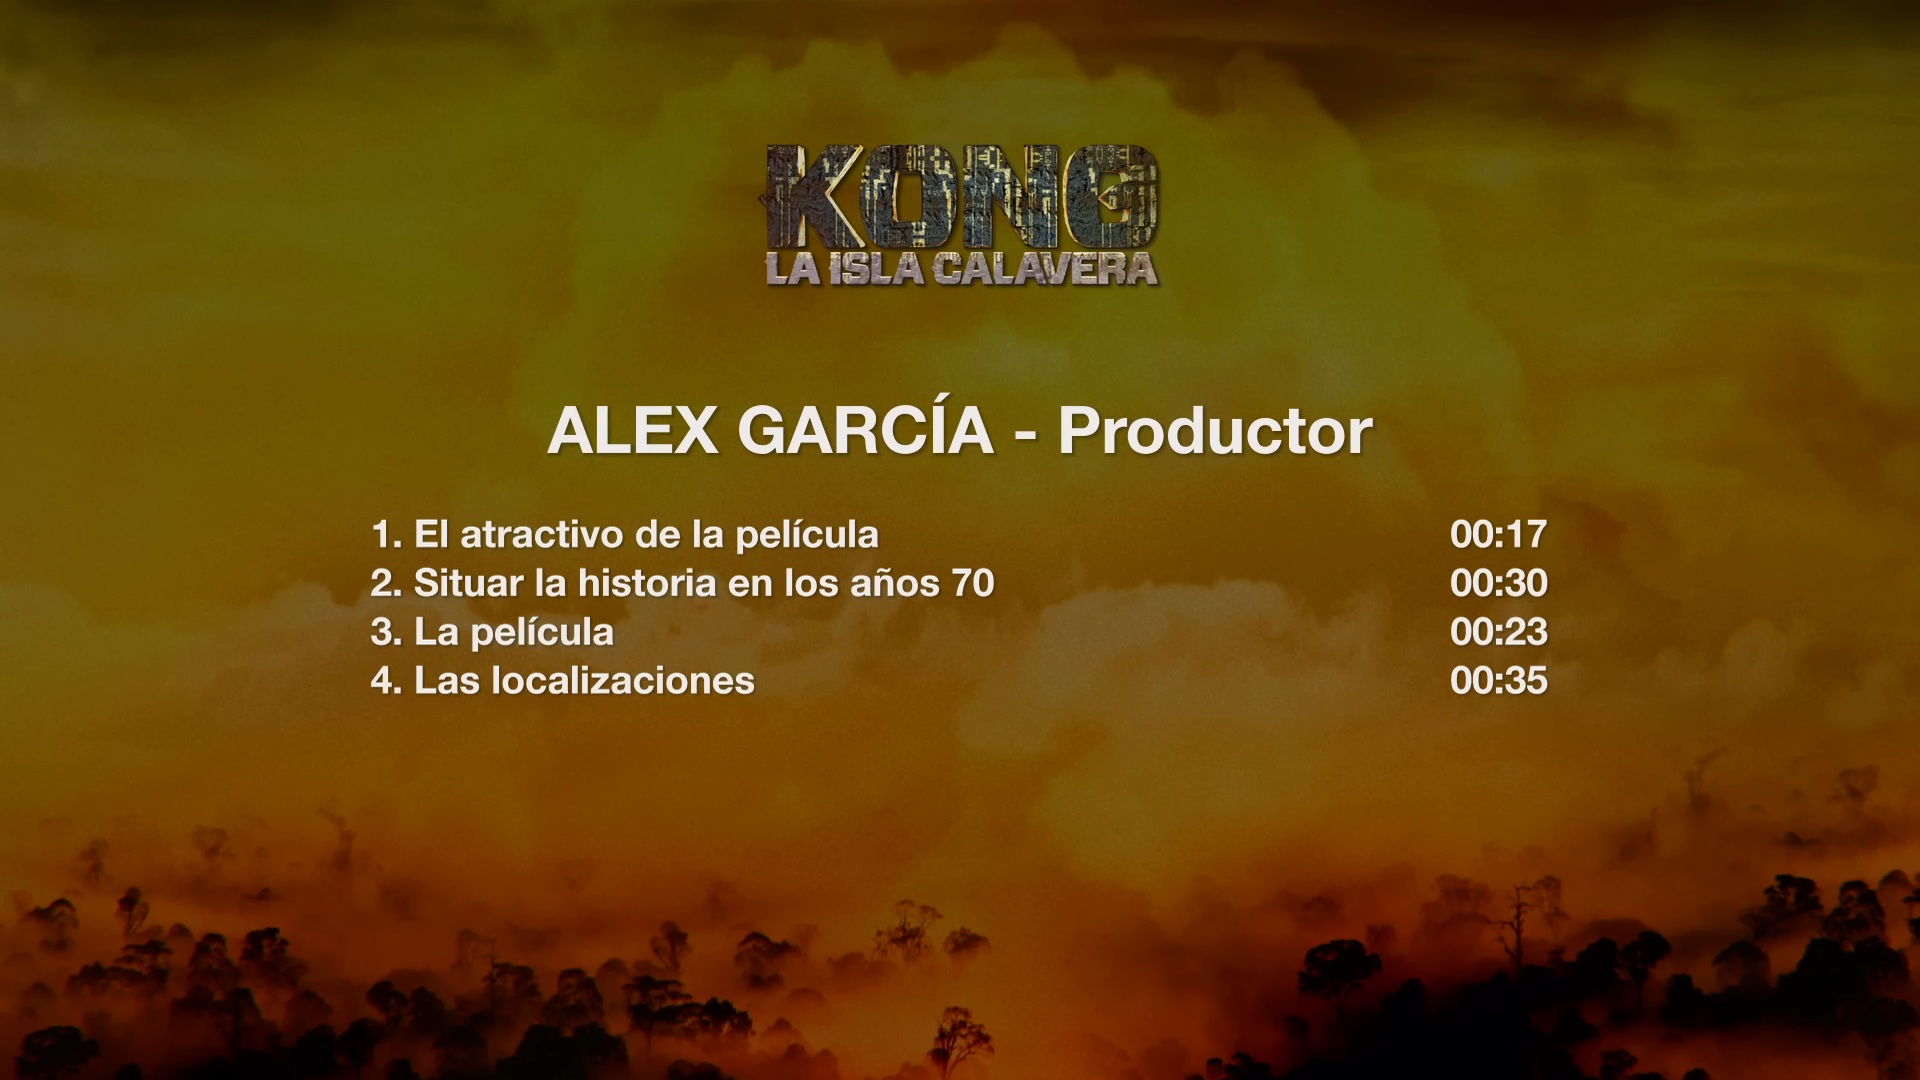 KONG
LA ISLA CALAVERA
ALEX GARCÍA - Productor
1. El atractivo de la película 00:17
2. Situar la historia en los años 70 00:30
3. La película 00:23
4. Las localizaciones 00:35